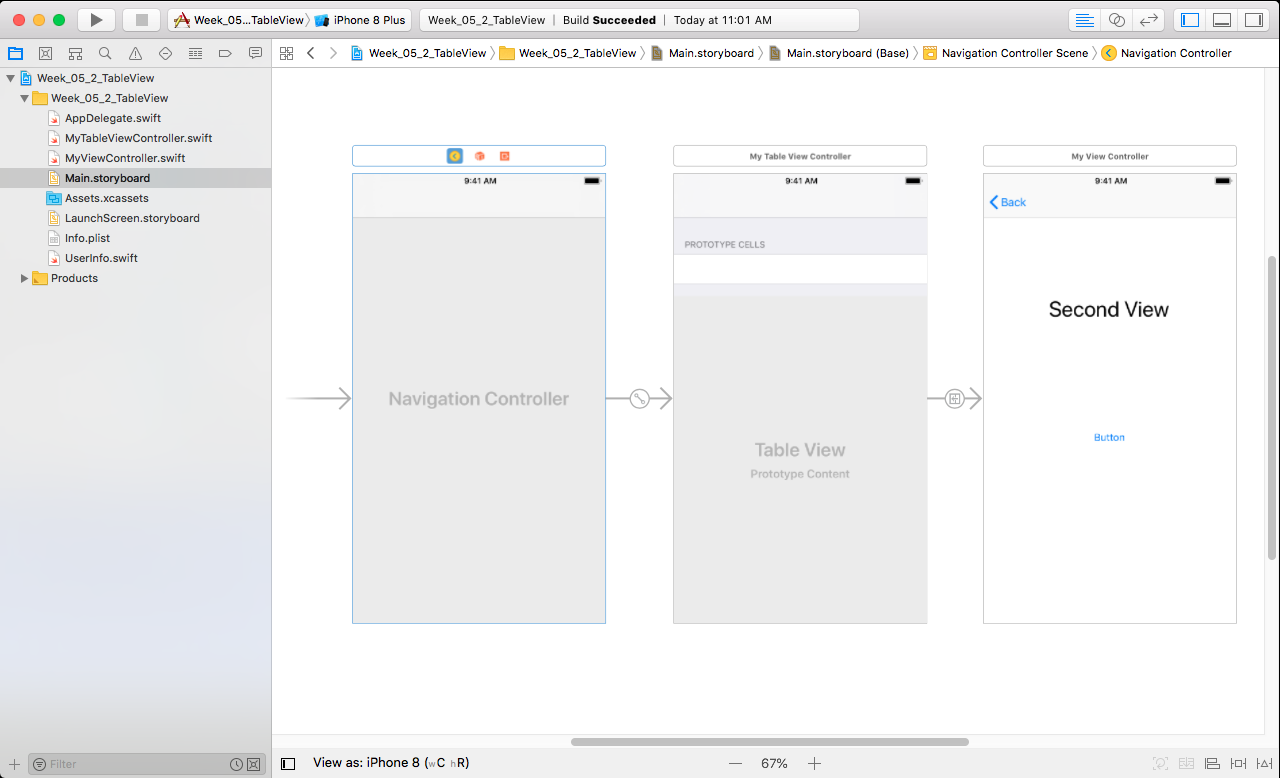 Week_05...TableView
iPhone 8 Plus
Week_05_2_TableView | Build Succeeded | Today at 11:01 AM
Week_05_2_TableView
Week_05_2_TableView
Main.storyboard
Main.storyboard (Base)
Navigation Controller Scene
Navigation Controller
Week_05_2_TableView
Week_05_2_TableView
AppDelegate.swift
MyTableViewController.swift
MyViewController.swift
Main.storyboard
Assets.xcassets
LaunchScreen.storyboard
Info.plist
UserInfo.swift
Products
9:41 AM
Navigation Controller
My Table View Controller
9:41 AM
PROTOTYPE CELLS
Table View
Prototype Content
My View Controller
9:41 AM
Back
Second View
Button
Filter
View as: iPhone 8 (wC hR)
67%